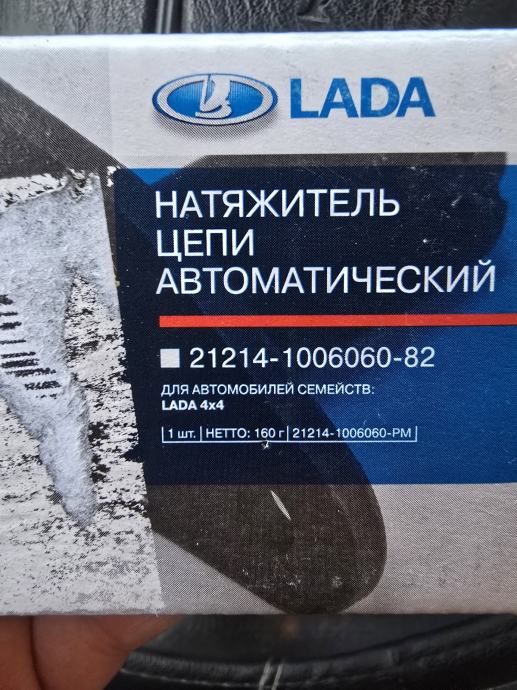 LADA
НАТЯЖИТЕЛЬ
ЦЕПИ
АВТОМАТИЧЕСКИЙ
21214-1006060-82
ДЛЯ АВТОМОБИЛЕЙ СЕМЕЙСТВ:
LADA 4x4
1 шт. | НЕТТО: 160 г | 21214-1006060-РМ